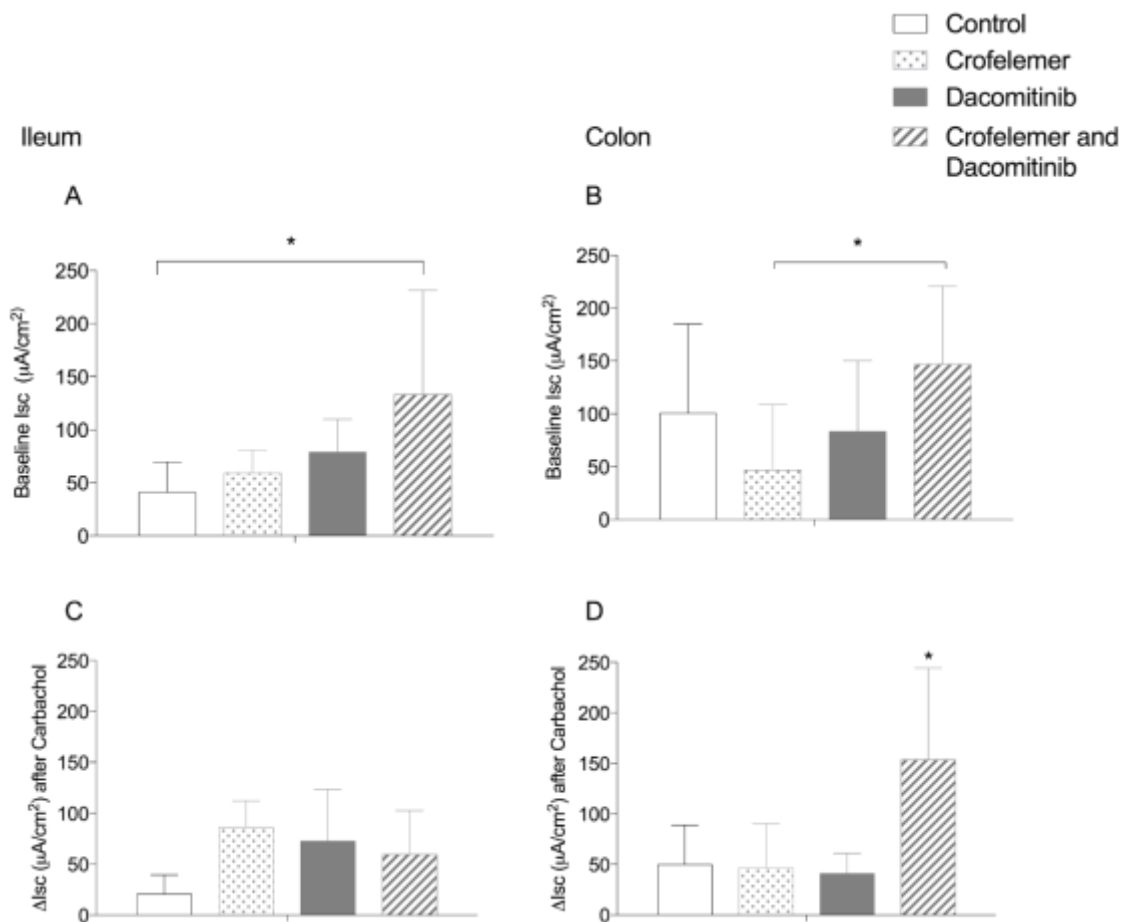 Control
Crofelemer
Dacomitinib
Crofelemer and
Dacomitinib
Ileum
Colon
A
*
250
200
150
100
50
0
Baseline Isc (µA/cm²)
B
*
250
200
150
100
50
0
Baseline Isc (µA/cm²)
C
250
200
150
100
50
0
ΔIsc (µA/cm²) after Carbachol
D
*
250
200
150
100
50
0
ΔIsc (µA/cm²) after Carbachol